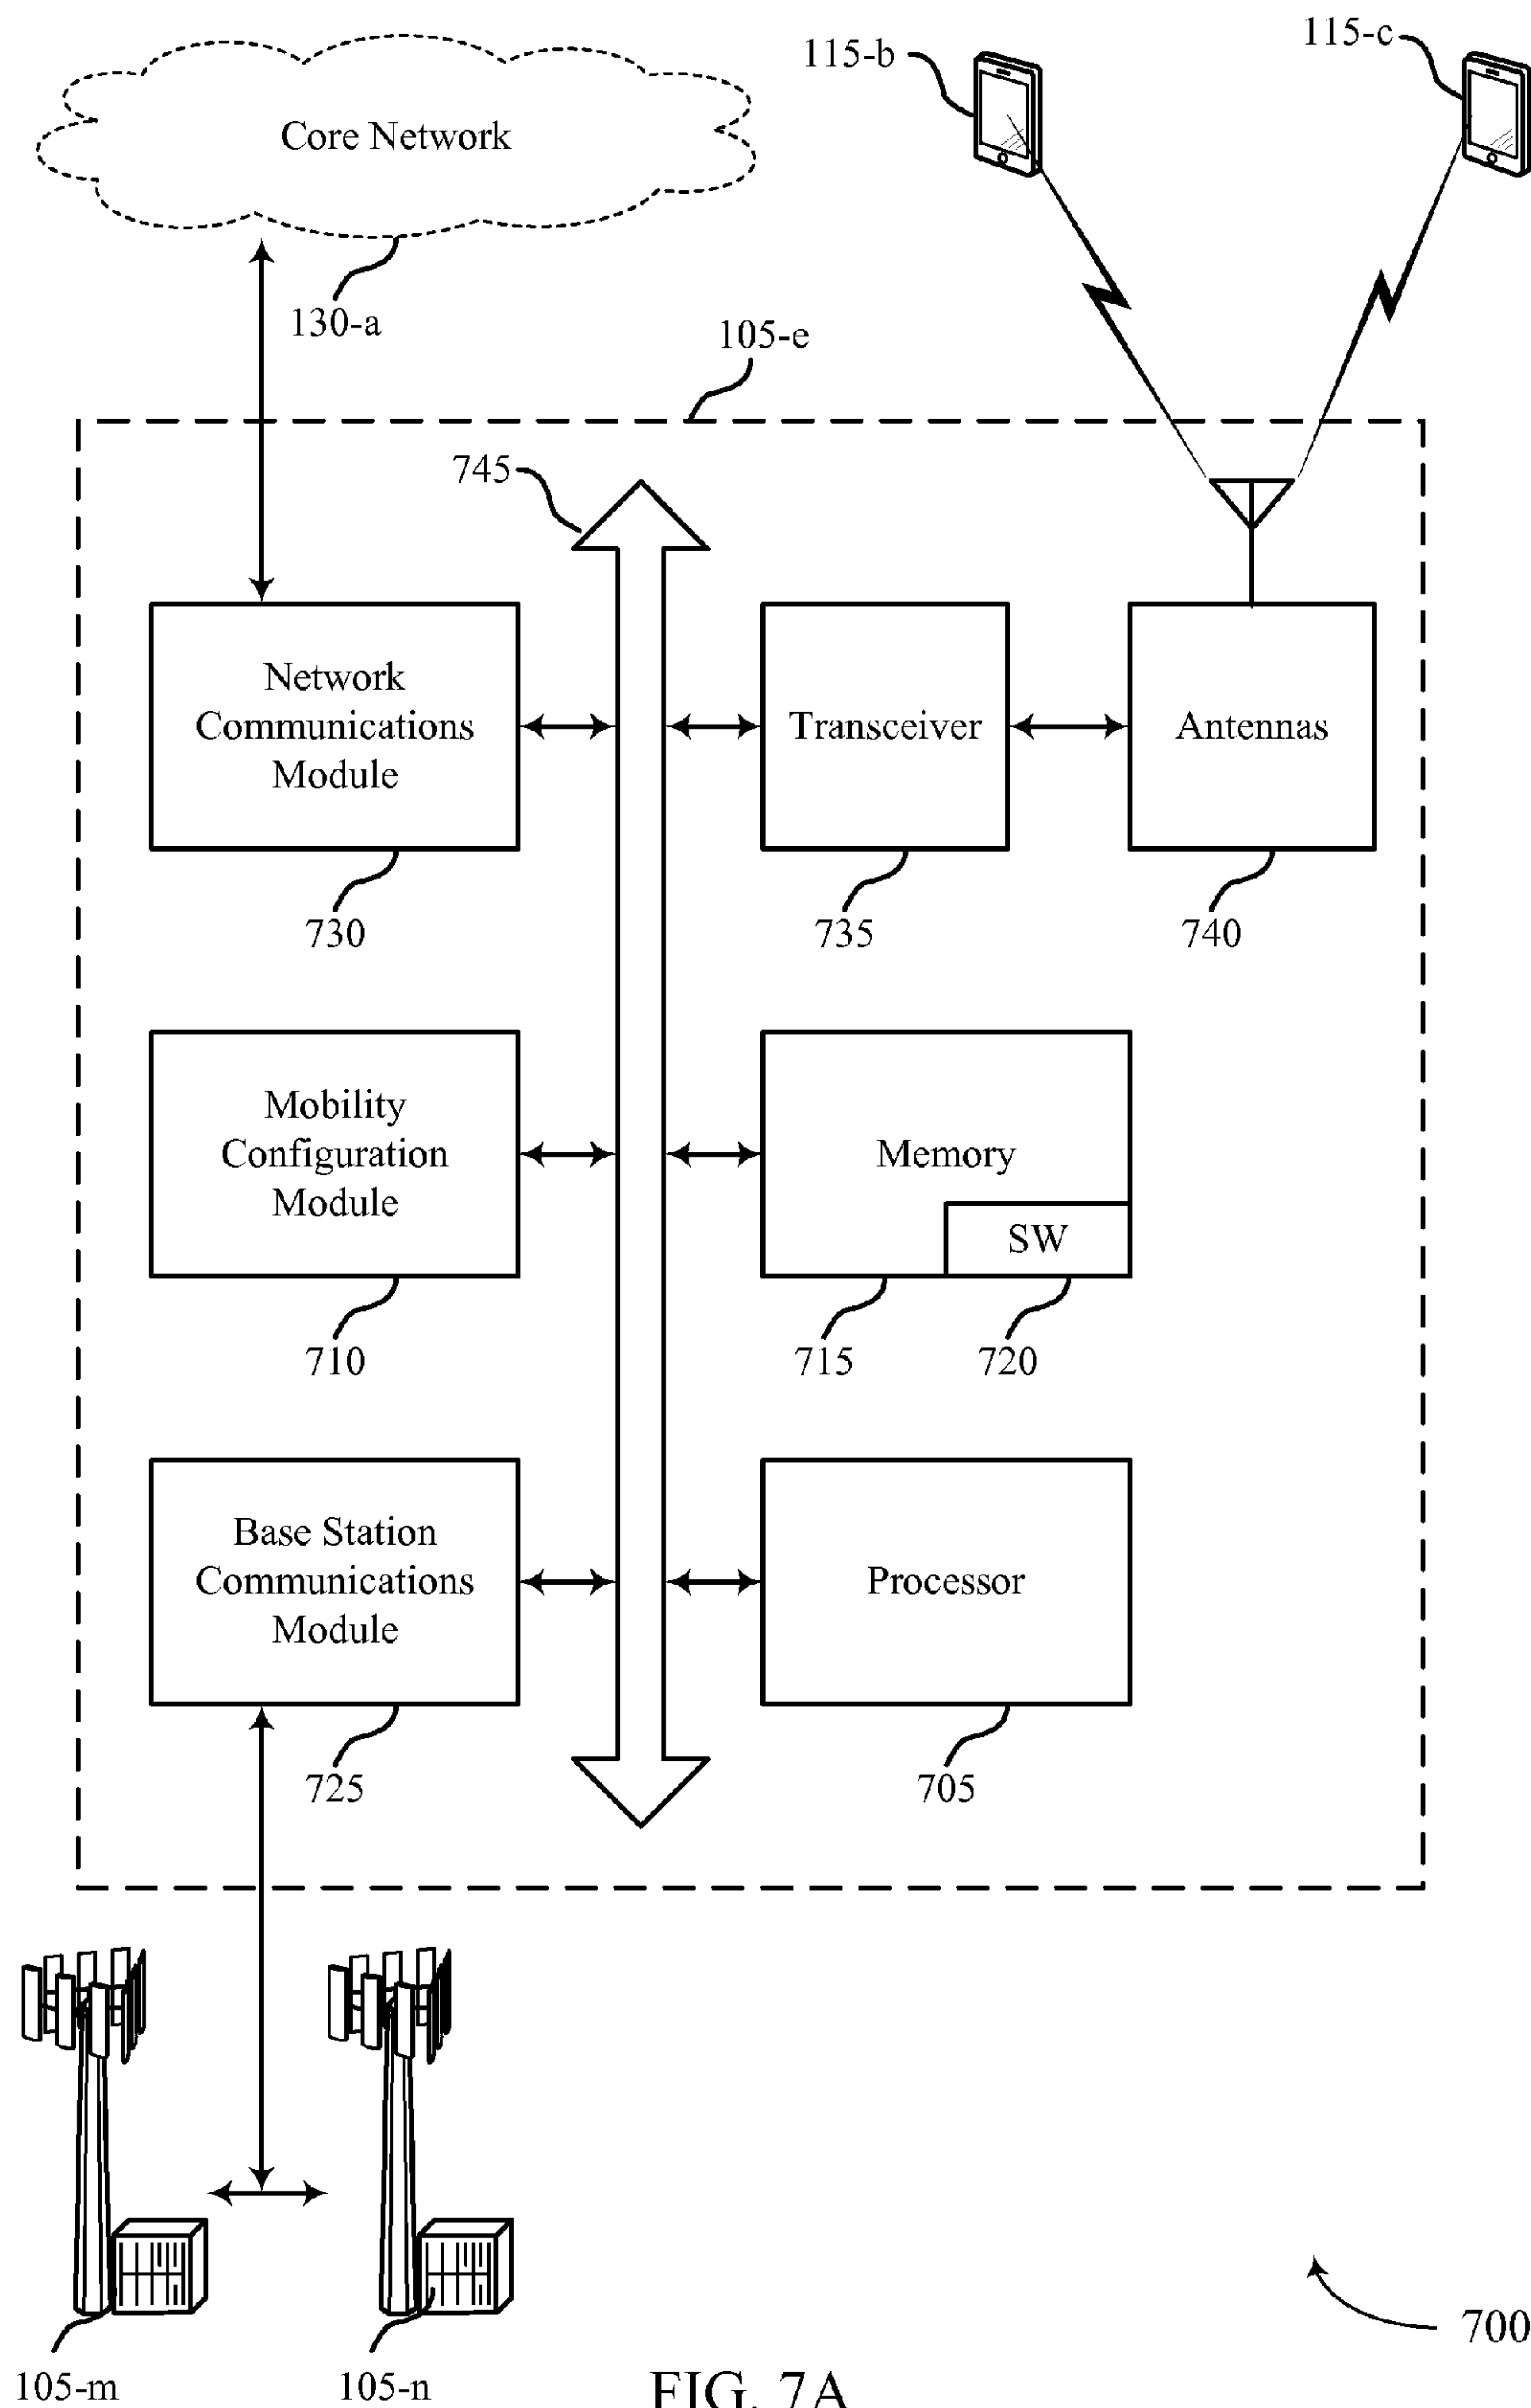 115-b
115-c
Core Network
130-a
105-e
745
Network
Communications
Module
Transceiver
Antennas
730
735
740
Mobility
Configuration
Module
Memory
SW
710
715
720
Base Station
Communications
Module
Processor
725
705
105-m
105-n
700
FIG. 7A